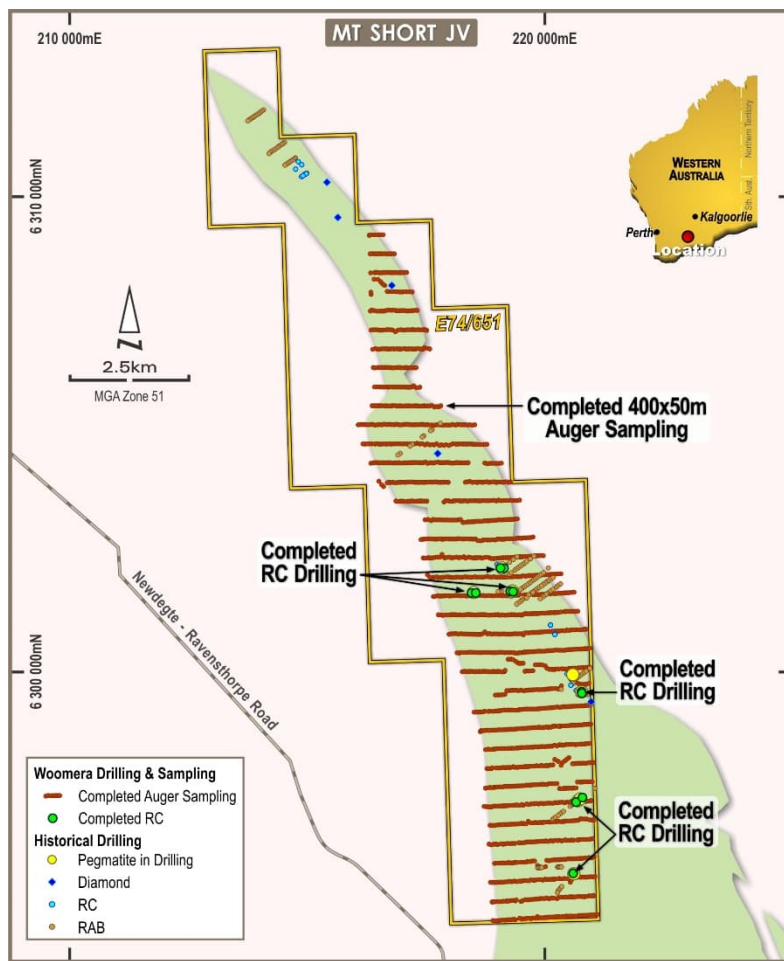 210 000mE
MT SHORT JV
220 000mE
Northern Territory
Sth. Aust.
WESTERN
AUSTRALIA
Kalgoorlie
Perth
Location
6 310 000mN
E74/651
N
2.5km
MGA Zone 51
Completed 400x50m
Auger Sampling
Completed
RC Drilling
Newdegte - Ravensthorpe Road
6 300 000mN
Completed
RC Drilling
Completed
RC Drilling
Woomera Drilling & Sampling
Completed Auger Sampling
Completed RC
Historical Drilling
Pegmatite in Drilling
Diamond
RC
RAB